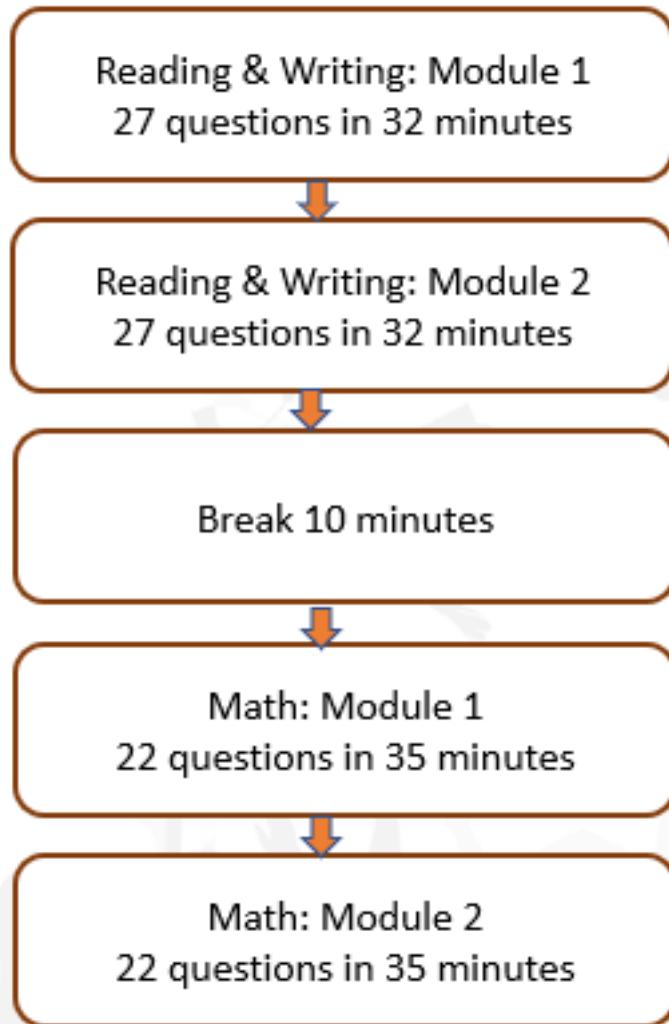 Reading & Writing: Module 1
27 questions in 32 minutes
Reading & Writing: Module 2
27 questions in 32 minutes
Break 10 minutes
Math: Module 1
22 questions in 35 minutes
Math: Module 2
22 questions in 35 minutes